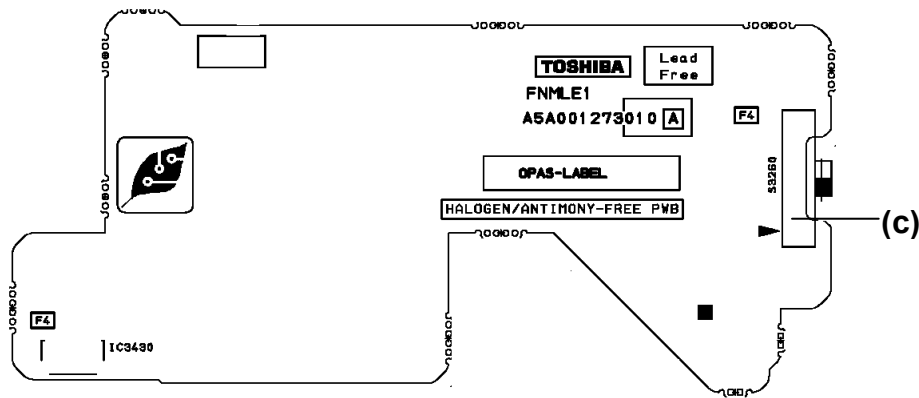 TOSHIBA
Lead
Free
FNMLE1
A5A001273010 A
F4
S3260
OPAS-LABEL
HALOGEN/ANTIMONY-FREE PWB
(c)
F4
IC3430